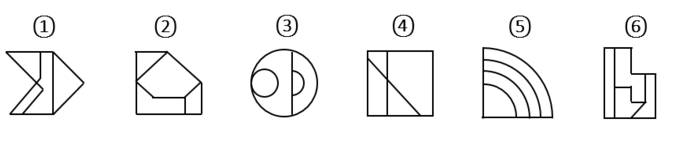 ① ② ③ ④ ⑤ ⑥